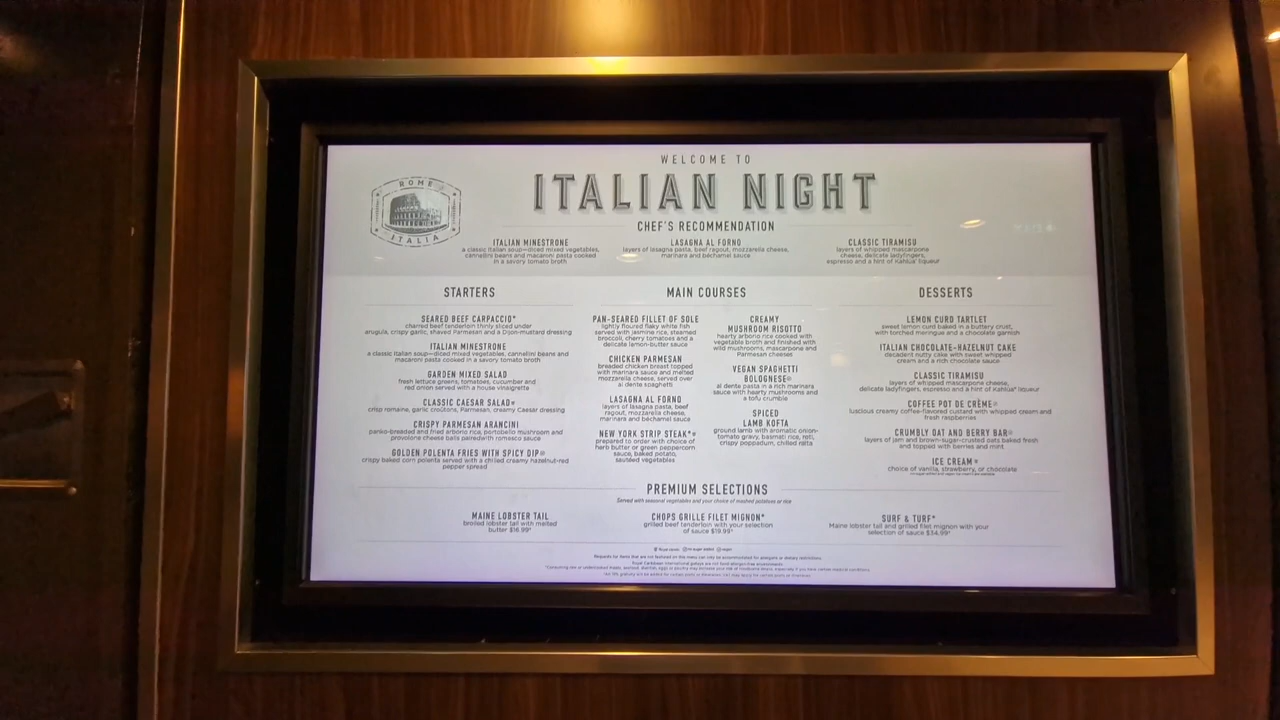 WELCOME TO
ITALIAN NIGHT
ROME
ITALIA
CHEF'S RECOMMENDATION
ITALIAN MINESTRONE
a classic Italian soup—diced mixed vegetables,
cannellini beans and macaroni pasta cooked
in a savory tomato broth
LASAGNA AL FORNO
layers of lasagna pasta, beef ragout, mozzarella cheese,
marinara and béchamel sauce
CLASSIC TIRAMISU
layers of whipped mascarpone
cheese, delicate ladyfingers,
espresso and a hint of Kahlúa® liqueur
STARTERS
SEARED BEEF CARPACCIO*
charred beef tenderloin thinly sliced under
arugula, crispy garlic, shaved Parmesan and a Dijon-mustard dressing
ITALIAN MINESTRONE
a classic Italian soup—diced mixed vegetables, cannellini beans and
macaroni pasta cooked in a savory tomato broth
GARDEN MIXED SALAD
fresh lettuce greens, tomatoes, cucumber and
red onion served with a house vinaigrette
CLASSIC CAESAR SALAD
crisp romaine, garlic croûtons, Parmesan, creamy Caesar dressing
CRISPY PARMESAN ARANCINI
panko-breaded and fried arborio rice, portobello mushroom and
provolone cheese balls paired with romesco sauce
GOLDEN POLENTA FRIES WITH SPICY DIP
crispy baked corn polenta served with a chilled creamy hazelnut-red
pepper spread
MAIN COURSES
PAN-SEARED FILLET OF SOLE
lightly floured flaky white fish
served with jasmine rice, steamed
broccoli, cherry tomatoes and a
delicate lemon-butter sauce
CHICKEN PARMESAN
breaded chicken breast topped
with marinara sauce and melted
mozzarella cheese, served over
al dente spaghetti
LASAGNA AL FORNO
layers of lasagna pasta, beef
ragout, mozzarella cheese,
marinara and béchamel sauce
NEW YORK STRIP STEAK*
prepared to order with choice of
herb butter or green peppercorn
sauce, baked potato,
sautéed vegetables
CREAMY
MUSHROOM RISOTTO
hearty arborio rice cooked with
vegetable broth and finished with
wild mushrooms, mascarpone and
Parmesan cheeses
VEGAN SPAGHETTI
BOLOGNESE
al dente pasta in a rich marinara
sauce with hearty mushrooms and
a tofu crumble
SPICED
LAMB KOFTA
ground lamb with aromatic onion-
tomato gravy, basmati rice, roti,
crispy poppadum, chilled raita
DESSERTS
LEMON CURD TARTLET
sweet lemon curd baked in a buttery crust,
with torched meringue and a chocolate garnish
ITALIAN CHOCOLATE-HAZELNUT CAKE
decadent nutty cake with sweet whipped
cream and a rich chocolate sauce
CLASSIC TIRAMISU
layers of whipped mascarpone cheese,
delicate ladyfingers, espresso and a hint of Kahlúa® liqueur
COFFEE POT DE CRÈME
luscious creamy coffee-flavored custard with whipped cream and
fresh raspberries
CRUMBLY OAT AND BERRY BAR
layers of jam and brown-sugar-crusted oats baked fresh
and topped with berries and mint
ICE CREAM
choice of vanilla, strawberry, or chocolate
PREMIUM SELECTIONS
Served with seasonal vegetables and your choice of mashed potatoes or rice
MAINE LOBSTER TAIL
broiled lobster tail with melted
butter $16.99⁺
CHOPS GRILLE FILET MIGNON*
grilled beef tenderloin with your selection
of sauce $19.99⁺
SURF & TURF*
Maine lobster tail and grilled filet mignon with your
selection of sauce $34.99⁺
Requests for items that are not featured on this menu can may be accommodated for allergies or dietary restrictions.